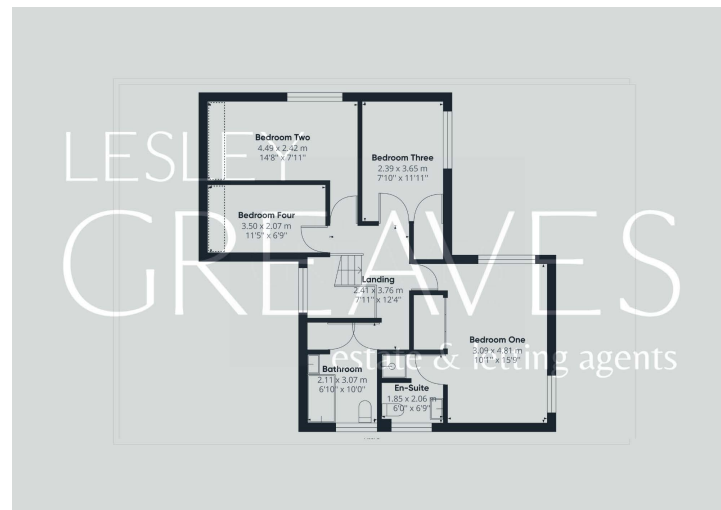 LESLEY
GREAVES
estate & letting agents
Bedroom Two
4.49 x 2.42 m
14'8" x 7'11"
Bedroom Three
2.39 x 3.65 m
7'10" x 11'11"
Bedroom Four
3.50 x 2.07 m
11'5" x 6'9"
Landing
2.41 x 3.76 m
7'11" x 12'4"
Bedroom One
3.09 x 4.81 m
10'1" x 15'9"
Bathroom
2.11 x 3.07 m
6'10" x 10'0"
En-Suite
1.85 x 2.06 m
6'0" x 6'9"